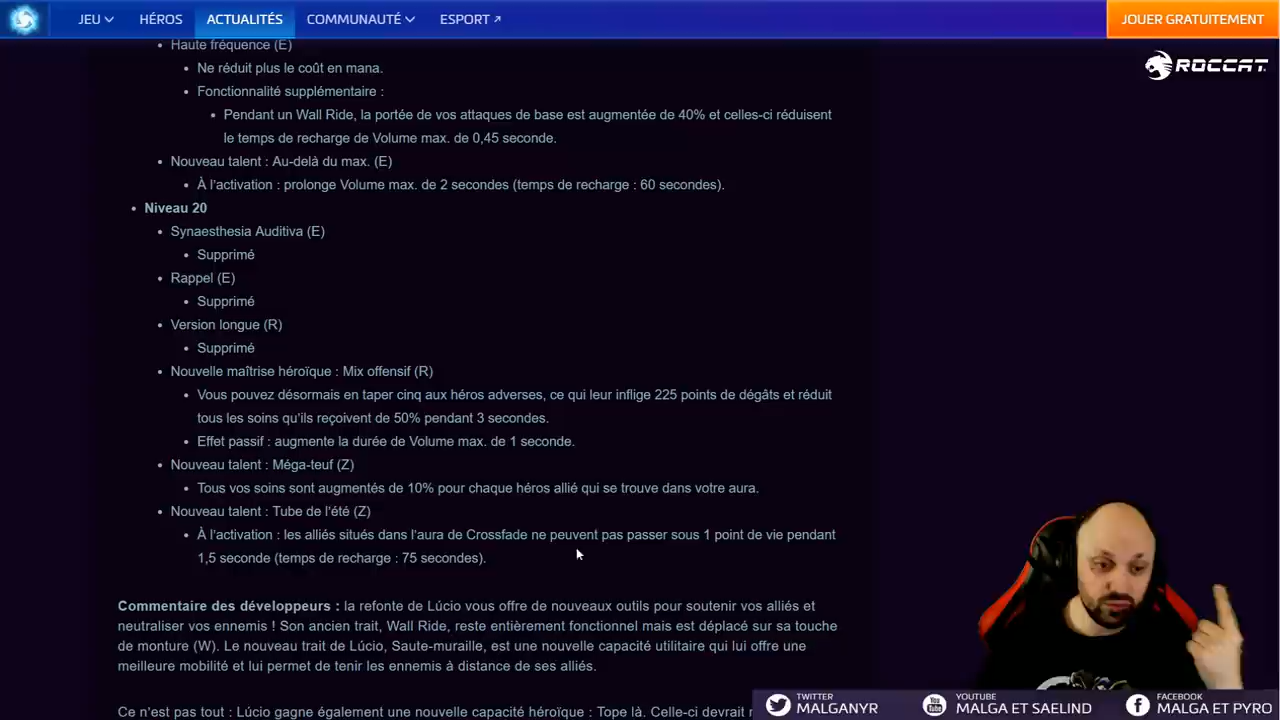 JEU HÉROS ACTUALITÉS COMMUNAUTÉ ESPORT JOUER GRATUITEMENT
ROCCAT
• Haute fréquence (E)
• Ne réduit plus le coût en mana.
• Fonctionnalité supplémentaire :
• Pendant un Wall Ride, la portée de vos attaques de base est augmentée de 40% et celles-ci réduisent
le temps de recharge de Volume max. de 0,45 seconde.
• Nouveau talent : Au-delà du max. (E)
• À l’activation : prolonge Volume max. de 2 secondes (temps de recharge : 60 secondes).
• Niveau 20
• Synaesthesia Auditiva (E)
• Supprimé
• Rappel (E)
• Supprimé
• Version longue (R)
• Supprimé
• Nouvelle maîtrise héroïque : Mix offensif (R)
• Vous pouvez désormais en taper cinq aux héros adverses, ce qui leur inflige 225 points de dégâts et réduit
tous les soins qu’ils reçoivent de 50% pendant 3 secondes.
• Effet passif : augmente la durée de Volume max. de 1 seconde.
• Nouveau talent : Méga-teuf (Z)
• Tous vos soins sont augmentés de 10% pour chaque héros allié qui se trouve dans votre aura.
• Nouveau talent : Tube de l’été (Z)
• À l’activation : les alliés situés dans l’aura de Crossfade ne peuvent pas passer sous 1 point de vie pendant
1,5 seconde (temps de recharge : 75 secondes).
Commentaire des développeurs : la refonte de Lúcio vous offre de nouveaux outils pour soutenir vos alliés et
neutraliser vos ennemis ! Son ancien trait, Wall Ride, reste entièrement fonctionnel mais est déplacé sur sa touche
de monture (W). Le nouveau trait de Lúcio, Saute-muraille, est une nouvelle capacité utilitaire qui lui offre une
meilleure mobilité et lui permet de tenir les ennemis à distance de ses alliés.
Ce n’est pas tout : Lúcio gagne également une nouvelle capacité héroïque : Tope là. Celle-ci devrait
TWITTER
MALGANYR
YOUTUBE
MALGA ET SAELIND
FACEBOOK
MALGA ET PYRO